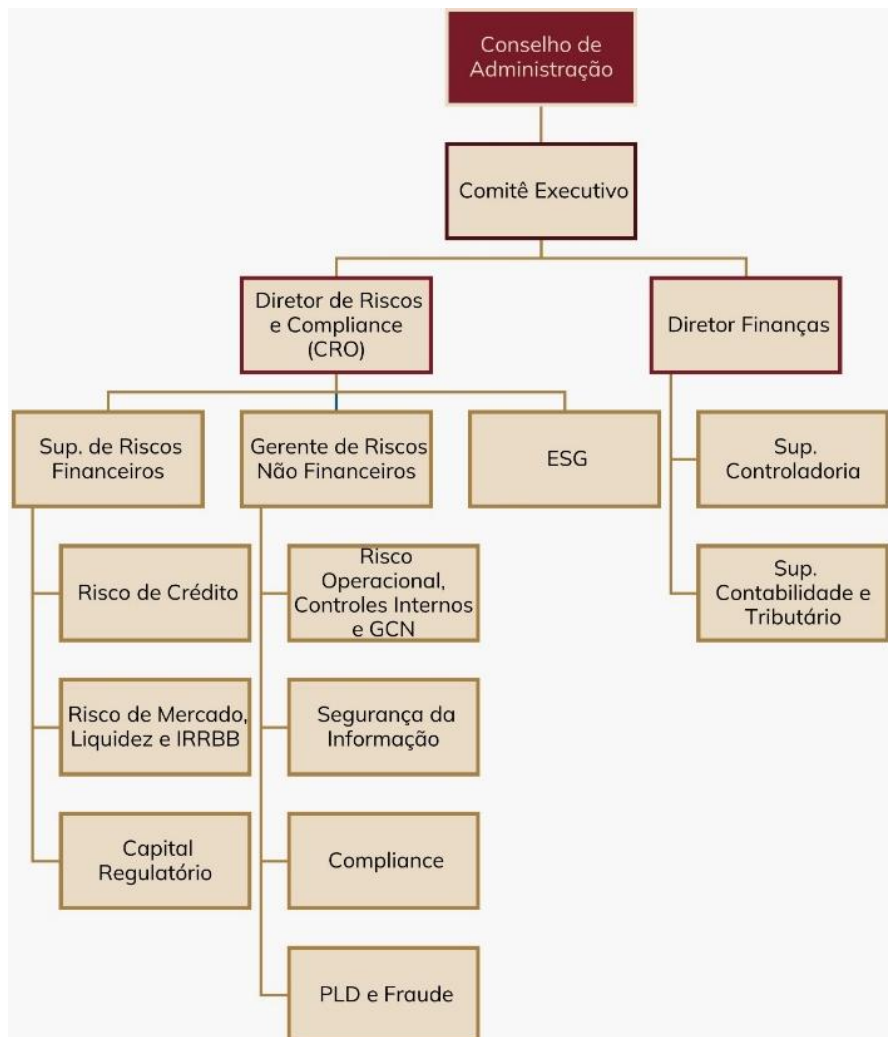 Conselho de
Administração
Comitê Executivo
Diretor de Riscos
e Compliance
(CRO)
Diretor Finanças
Sup. de Riscos
Financeiros
Gerente de Riscos
Não Financeiros
ESG
Sup.
Controladoria
Risco de Crédito
Risco
Operacional,
Controles Internos
e GCN
Sup.
Contabilidade e
Tributário
Risco de Mercado,
Liquidez e IRRBB
Segurança da
Informação
Capital
Regulatório
Compliance
PLD e Fraude